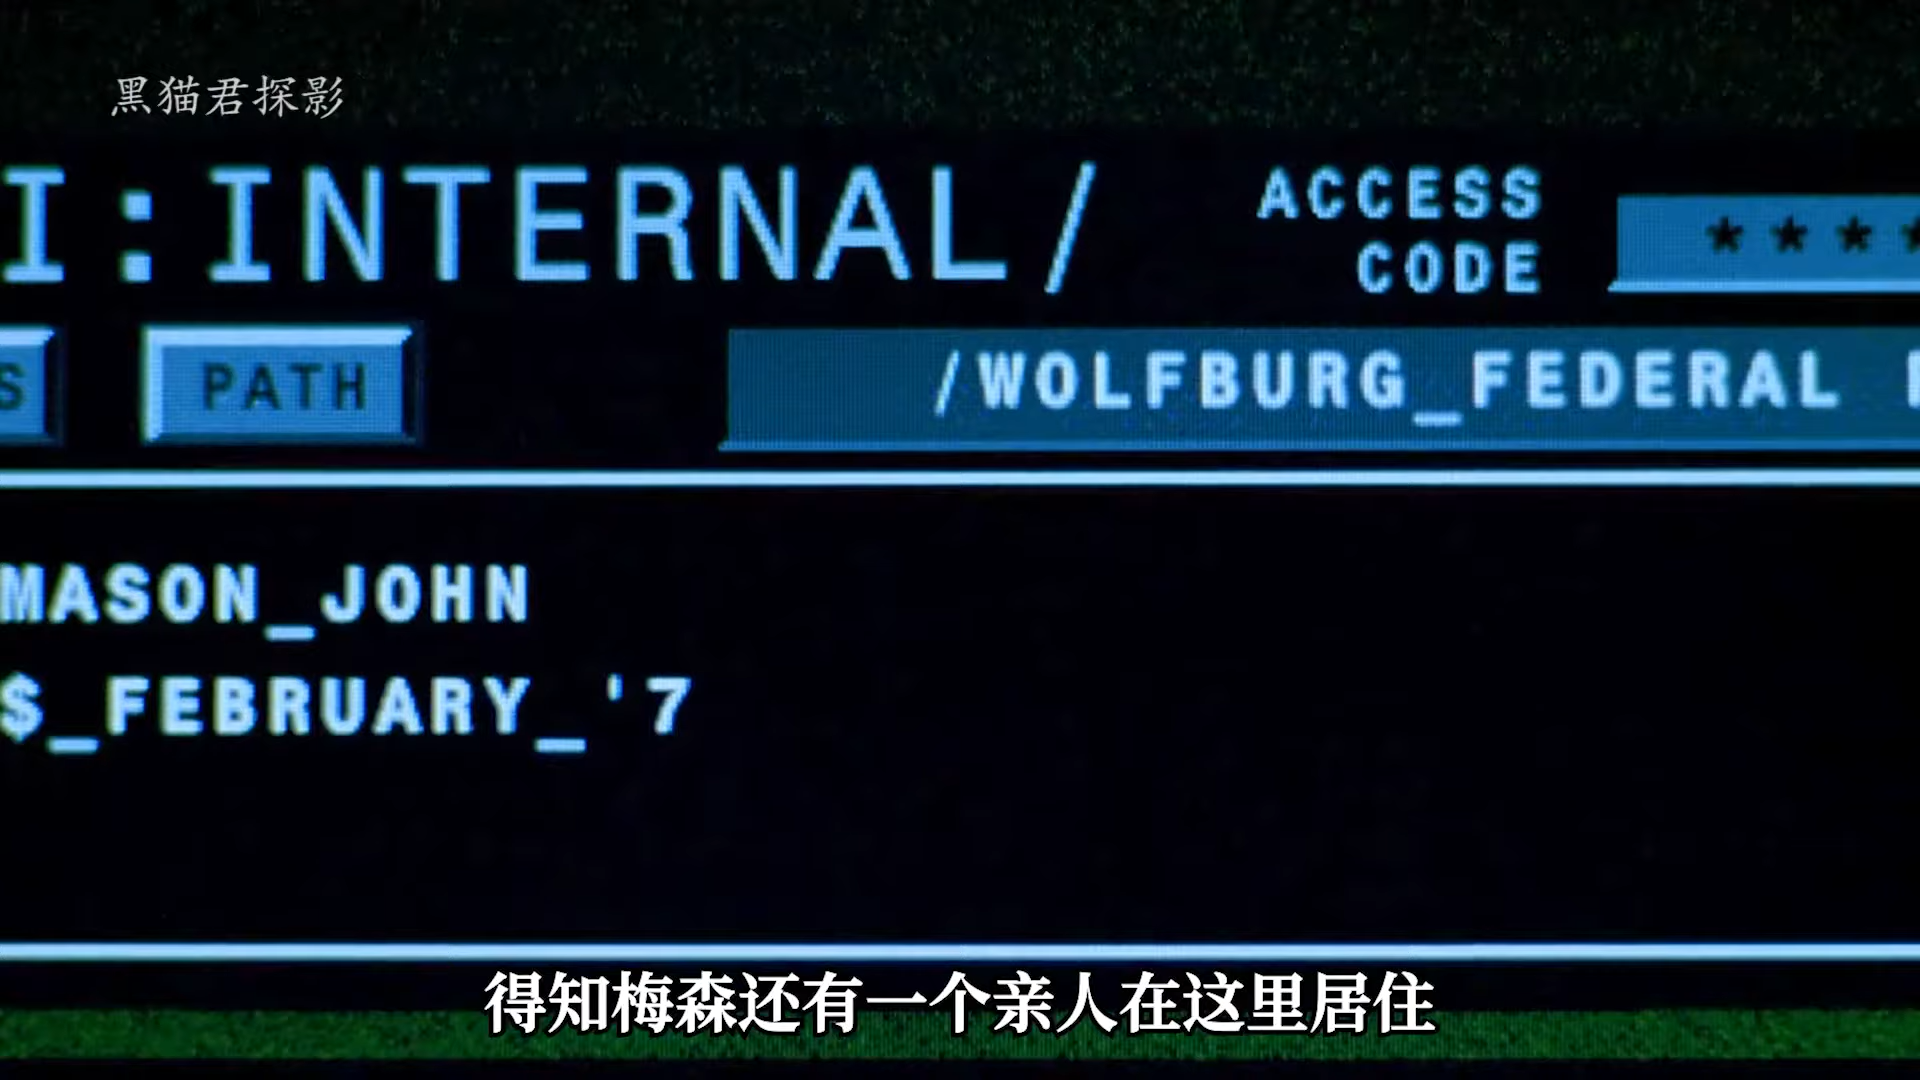 黑猫君探影
I:INTERNAL/
ACCESS
CODE
****
S
PATH
/WOLFBURG_FEDERAL
MASON_JOHN
$_FEBRUARY_'7
得知梅森还有一个亲人在这里居住